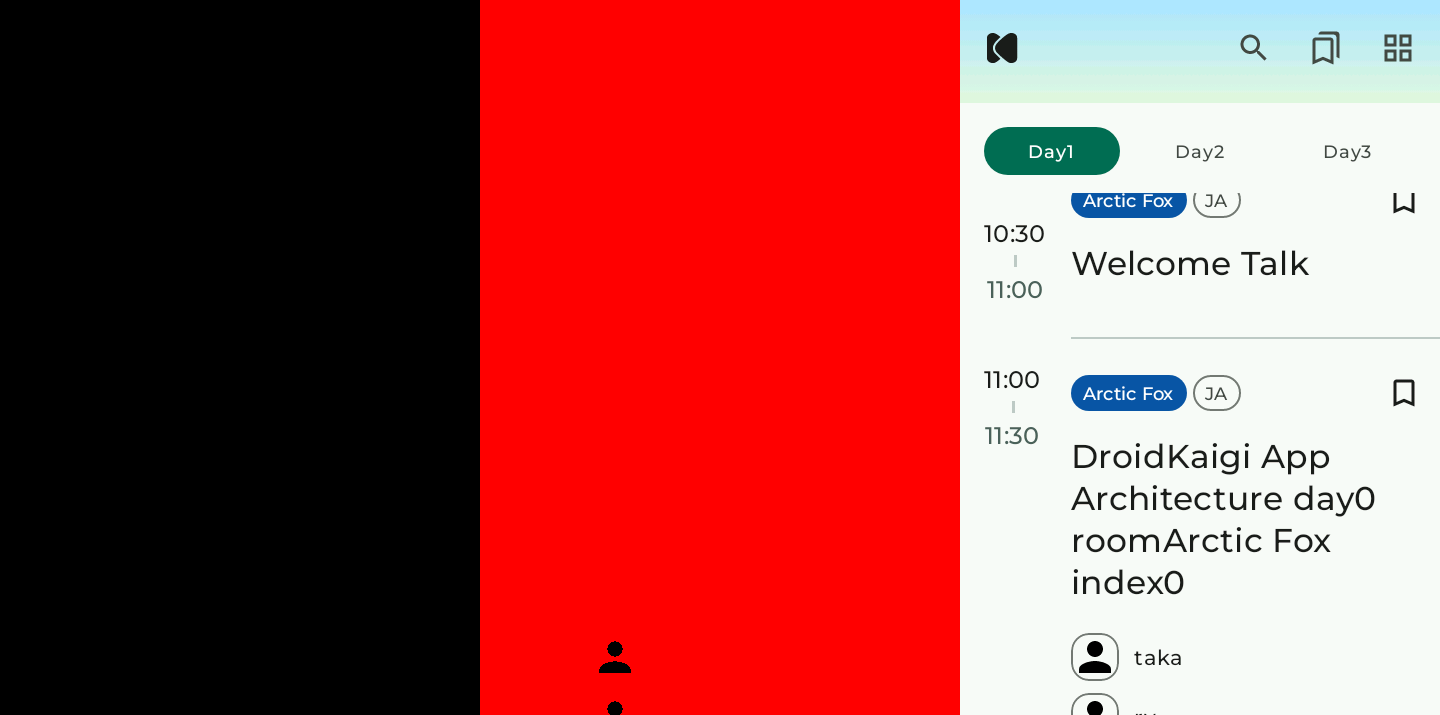 Day1 Day2 Day3
Arctic Fox JA
10:30
Welcome Talk
11:00
11:00
Arctic Fox JA
11:30
DroidKaigi App
Architecture day0
roomArctic Fox
index0
taka